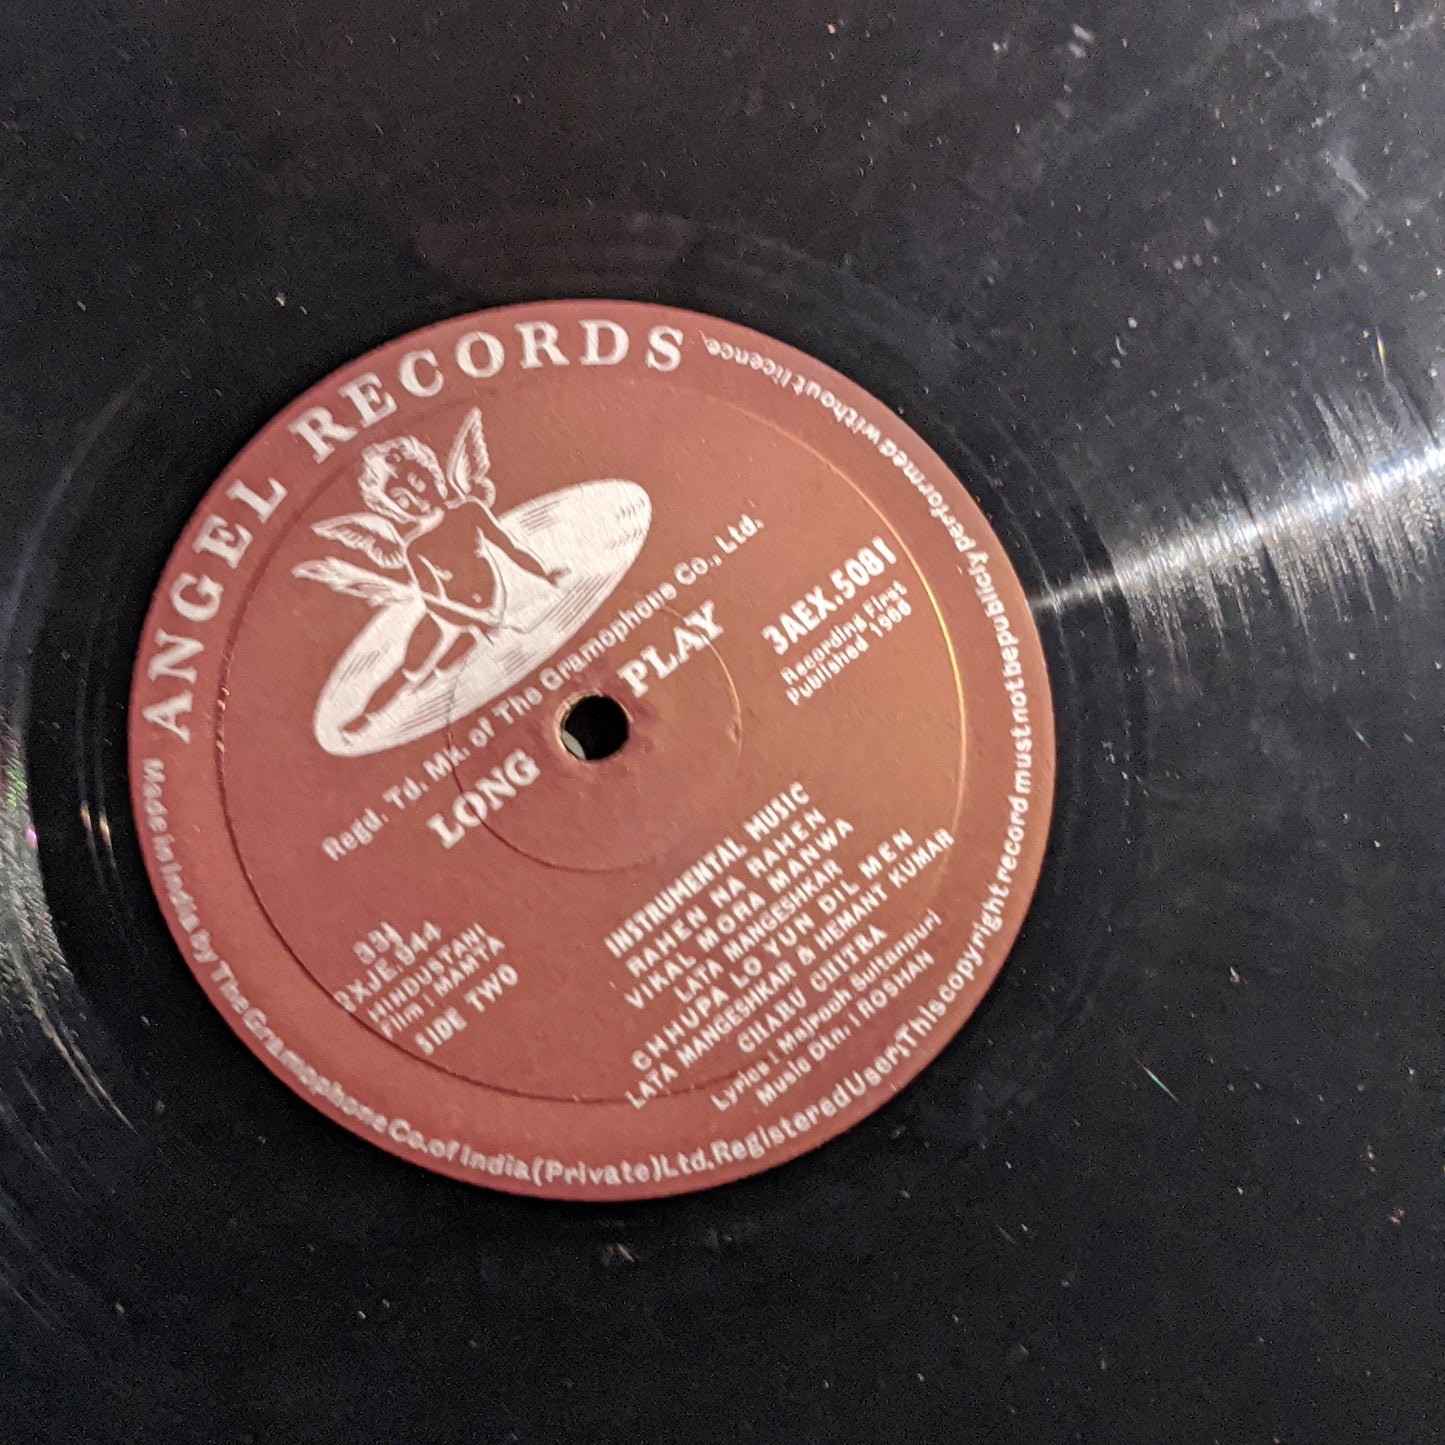 ANGEL RECORDS
Regd. Td. Mk. of The Gramophone Co., Ltd.
LONG PLAY
3AEX.5081
Recording First
Published 1966
33⅓
2XJE.944
HINDUSTANI
Film : MAMTA
SIDE TWO
INSTRUMENTAL MUSIC
RAHEN NA RAHEN
VIKAL MORA MANWA
LATA MANGESHKAR
CHHUPA LO YUN DIL MEN
LATA MANGESHKAR & HEMANT KUMAR
CHARU CHITRA
Lyrics : Majrooh Sultanpuri
Music Dtn. : ROSHAN
Made in India by The Gramophone Co. of India (Private) Ltd. Registered User: This copyright record must not be publicly performed without licence.